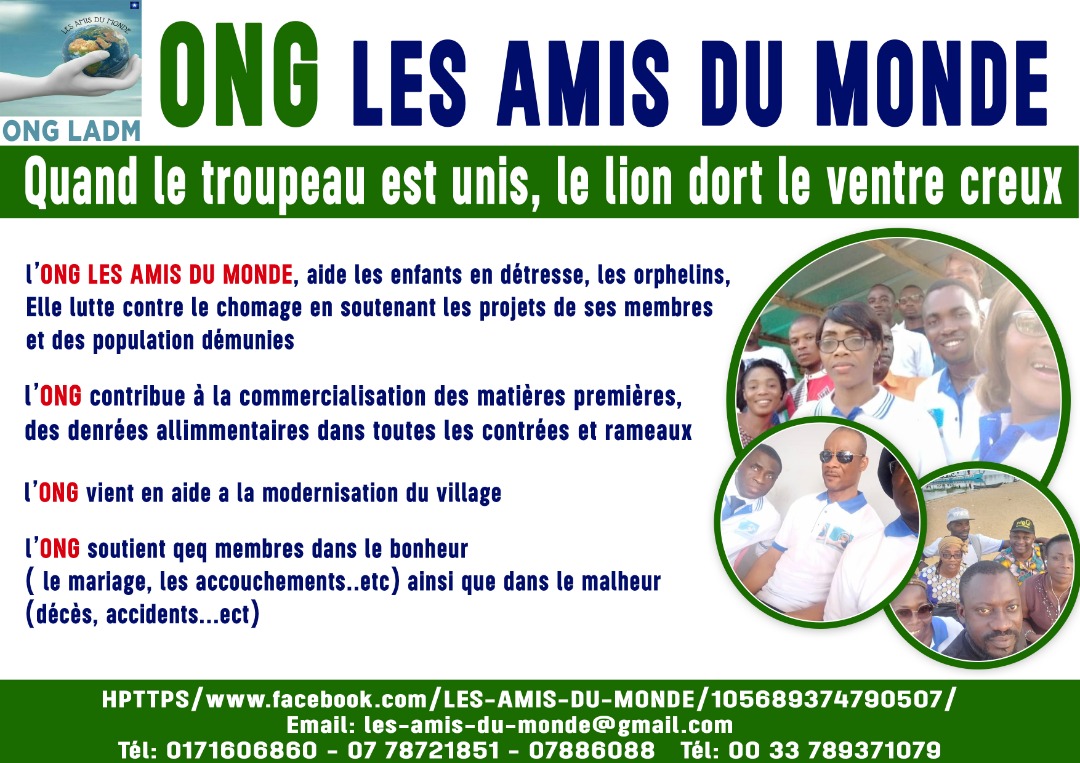 LES AMIS DU MONDE
ONG LADM
ONG LES AMIS DU MONDE
Quand le troupeau est unis, le lion dort le ventre creux
l'ONG LES AMIS DU MONDE, aide les enfants en détresse, les orphelins,
Elle lutte contre le chomage en soutenant les projets de ses membres
et des population démunies
l'ONG contribue à la commercialisation des matières premières,
des denrées allimmentaires dans toutes les contrées et rameaux
l'ONG vient en aide a la modernisation du village
l'ONG soutient qeq membres dans le bonheur
( le mariage, les accouchements..etc) ainsi que dans le malheur
(décès, accidents...ect)
HPTTPS/www.facebook.com/LES-AMIS-DU-MONDE/105689374790507/
Email: les-amis-du-monde@gmail.com
Tél: 0171606860 - 07 78721851 - 07886088 Tél: 00 33 789371079